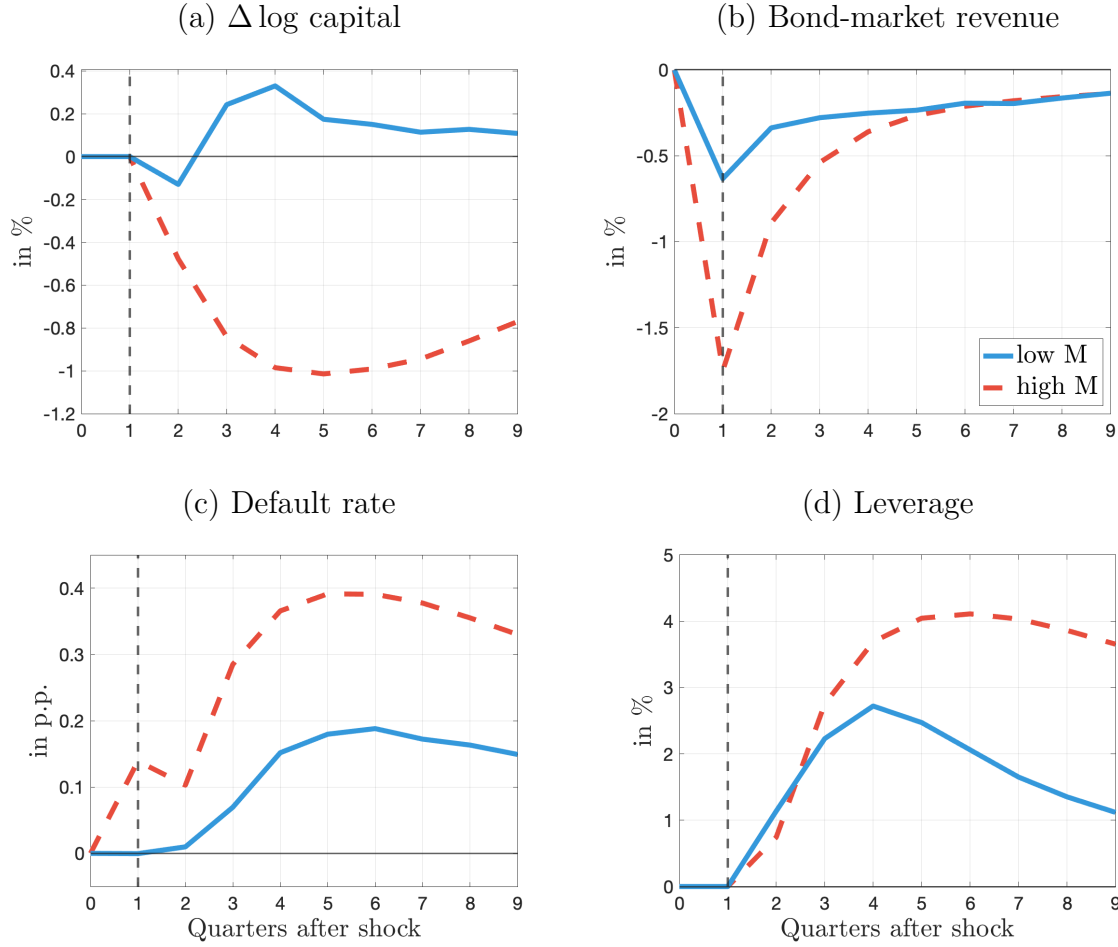 (a) Δ log capital
0.4
0.2
0
-0.2
-0.4
-0.6
-0.8
-1
-1.2
in %
0 1 2 3 4 5 6 7 8 9
(b) Bond-market revenue
0
-0.5
-1
-1.5
-2
in %
low M
high M
0 1 2 3 4 5 6 7 8 9
(c) Default rate
0.4
0.3
0.2
0.1
0
in p.p.
0 1 2 3 4 5 6 7 8 9
Quarters after shock
(d) Leverage
5
4
3
2
1
0
in %
0 1 2 3 4 5 6 7 8 9
Quarters after shock